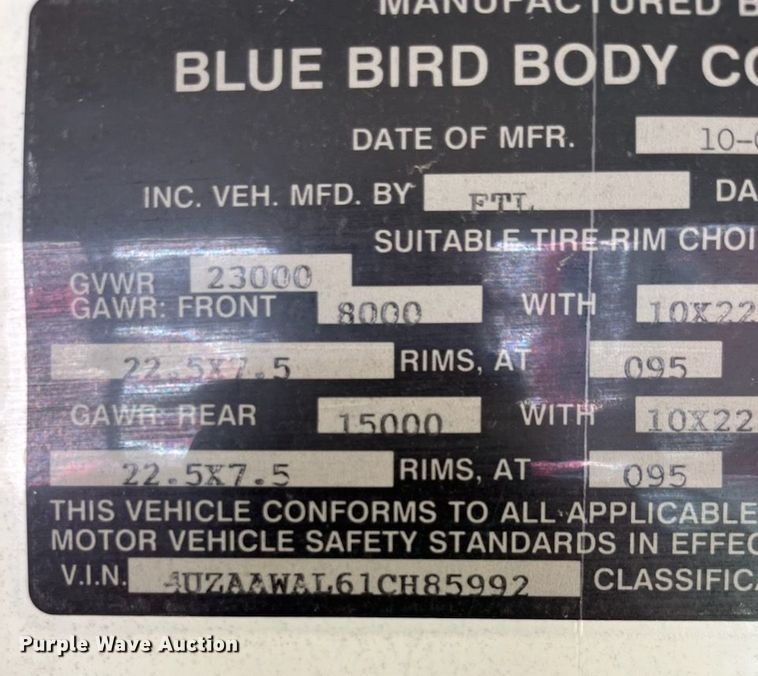 MANUFACTURED B
BLUE BIRD BODY CO
DATE OF MFR. 10-0
INC. VEH. MFD. BY FTL DA
SUITABLE TIRE-RIM CHOI
GVWR 23000
GAWR: FRONT 8000 WITH 10X22
22.5X7.5 RIMS, AT 095
GAWR: REAR 15000 WITH 10X22
22.5X7.5 RIMS, AT 095
THIS VEHICLE CONFORMS TO ALL APPLICABLE
MOTOR VEHICLE SAFETY STANDARDS IN EFFEC
V.I.N. 4UZAAWAL61CH85992 CLASSIFICA
Purple Wave Auction